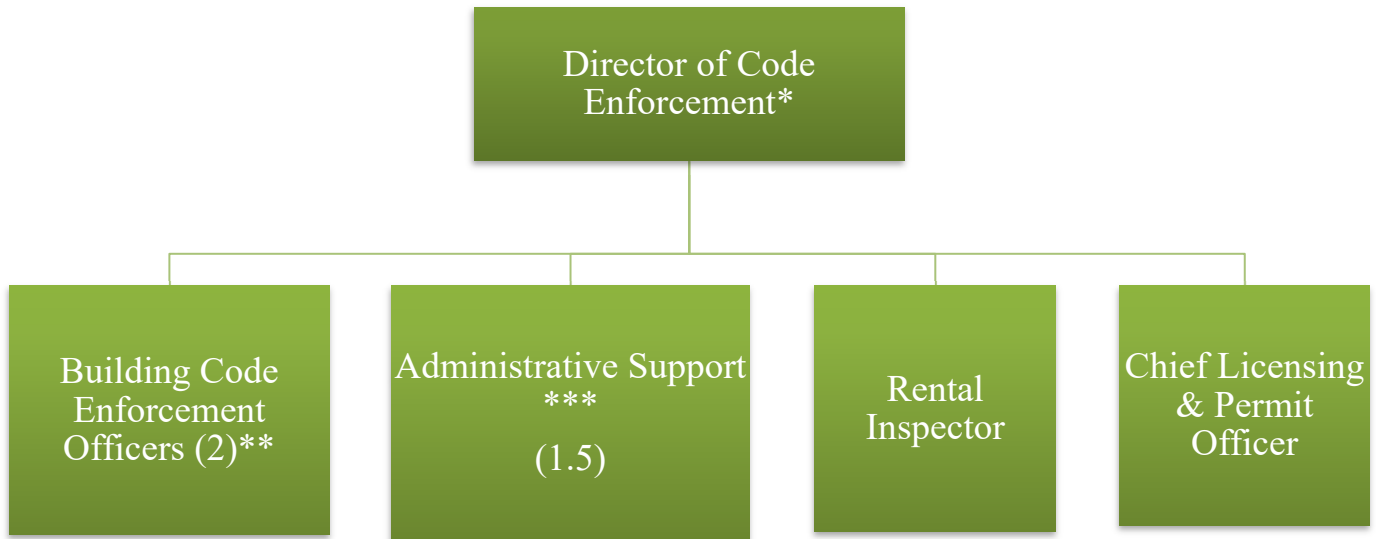 Director of Code
Enforcement*
Building Code
Enforcement
Officers (2)**
Administrative Support
***
(1.5)
Rental
Inspector
Chief Licensing
& Permit
Officer